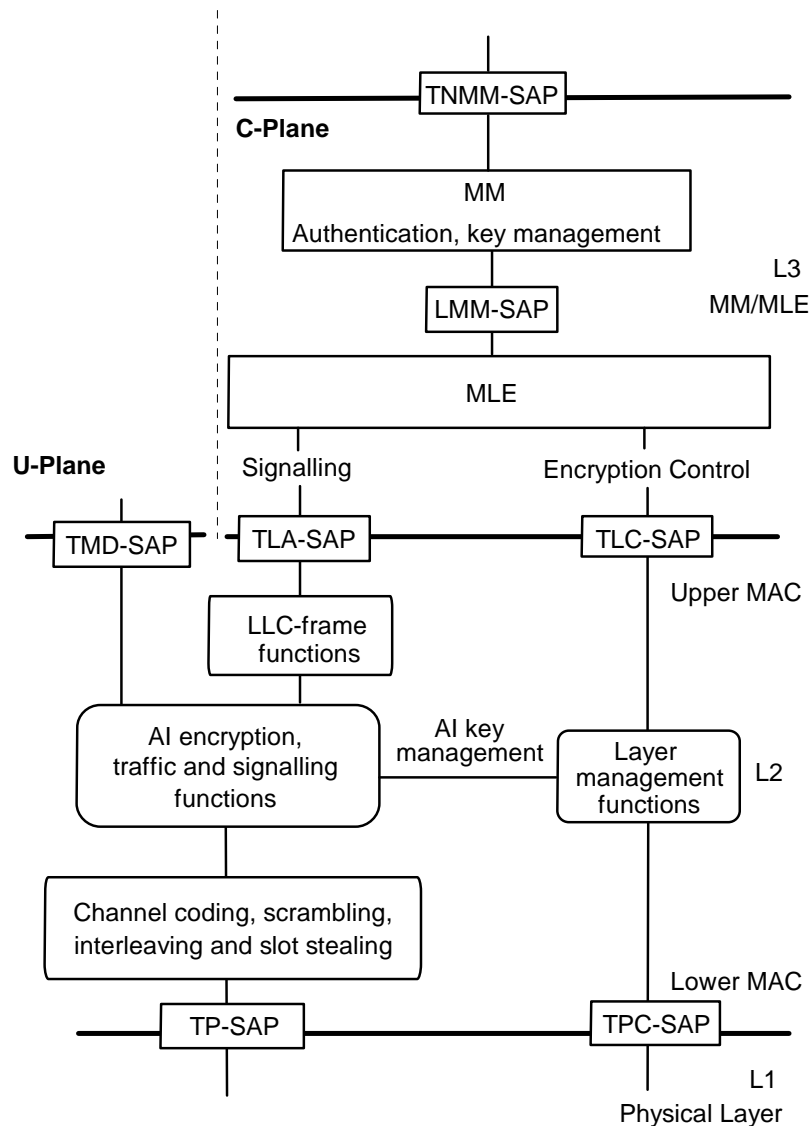 TNMM-SAP
C-Plane
MM
Authentication, key management
L3
LMM-SAP
MM/MLE
MLE
U-Plane
Signalling
Encryption Control
TMD-SAP
TLA-SAP
TLC-SAP
Upper MAC
LLC-frame
functions
AI encryption,
traffic and signalling
functions
AI key
management
Layer
management
functions
L2
Channel coding, scrambling,
interleaving and slot stealing
Lower MAC
TP-SAP
TPC-SAP
L1
Physical Layer